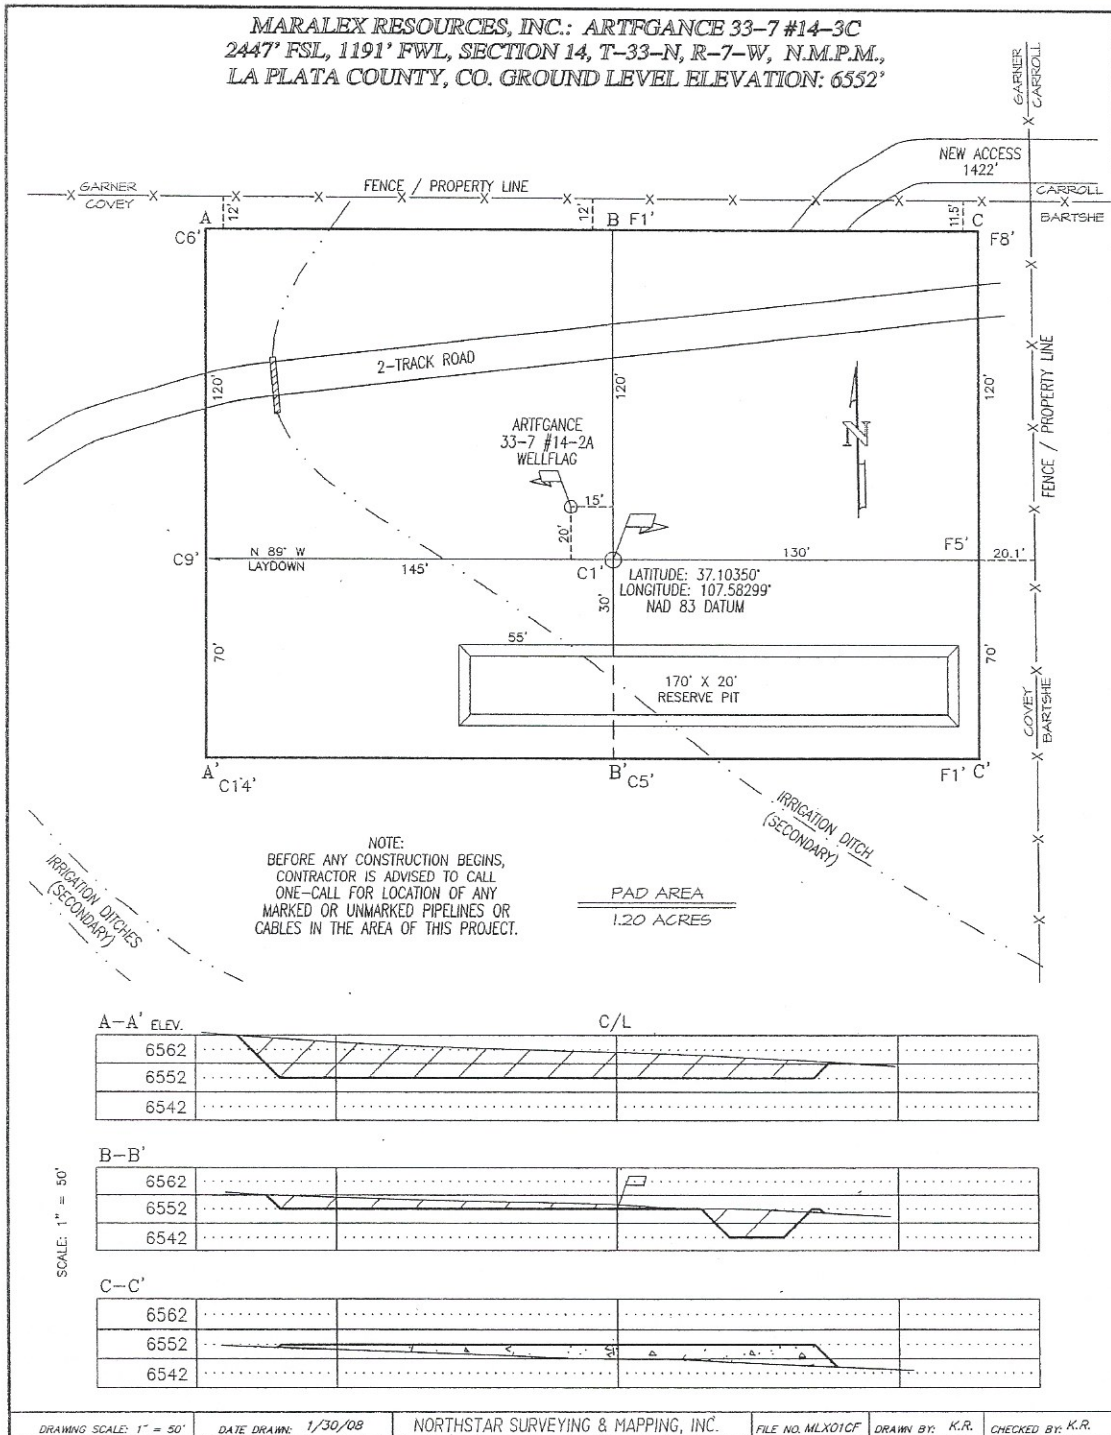 MARALEX RESOURCES, INC.: ARTFGANCE 33-7 #14-3C
2447' FSL, 1191' FWL, SECTION 14, T-33-N, R-7-W, N.M.P.M.,
LA PLATA COUNTY, CO. GROUND LEVEL ELEVATION: 6552'
GARNER
CARROLL
NEW ACCESS
1422'
GARNER
COVEY
FENCE / PROPERTY LINE
CARROLL
BARTSHE
12'
12'
11.5'
A
B F1'
C
C6'
F8'
2-TRACK ROAD
120'
120'
120'
FENCE / PROPERTY LINE
ARTFGANCE
33-7 #14-2A
WELLFLAG
N
15'
20'
C9'
N 89° W
LAYDOWN
145'
C1'
130'
F5'
20.1'
LATITUDE: 37.10350°
LONGITUDE: 107.58299°
NAD 83 DATUM
30'
70'
55'
70'
170' X 20'
RESERVE PIT
COVEY
BARTSHE
A'
C14'
B'
C5'
F1'
C'
IRRIGATION DITCH
(SECONDARY)
IRRIGATION DITCHES
(SECONDARY)
NOTE:
BEFORE ANY CONSTRUCTION BEGINS,
CONTRACTOR IS ADVISED TO CALL
ONE-CALL FOR LOCATION OF ANY
MARKED OR UNMARKED PIPELINES OR
CABLES IN THE AREA OF THIS PROJECT.
PAD AREA
1.20 ACRES
A-A' ELEV.
C/L
6562
6552
6542
B-B'
6562
6552
6542
SCALE: 1" = 50'
C-C'
6562
6552
6542
DRAWING SCALE: 1" = 50'
DATE DRAWN: 1/30/08
NORTHSTAR SURVEYING & MAPPING, INC.
FILE NO. MLX01CF
DRAWN BY: K.R.
CHECKED BY: K.R.